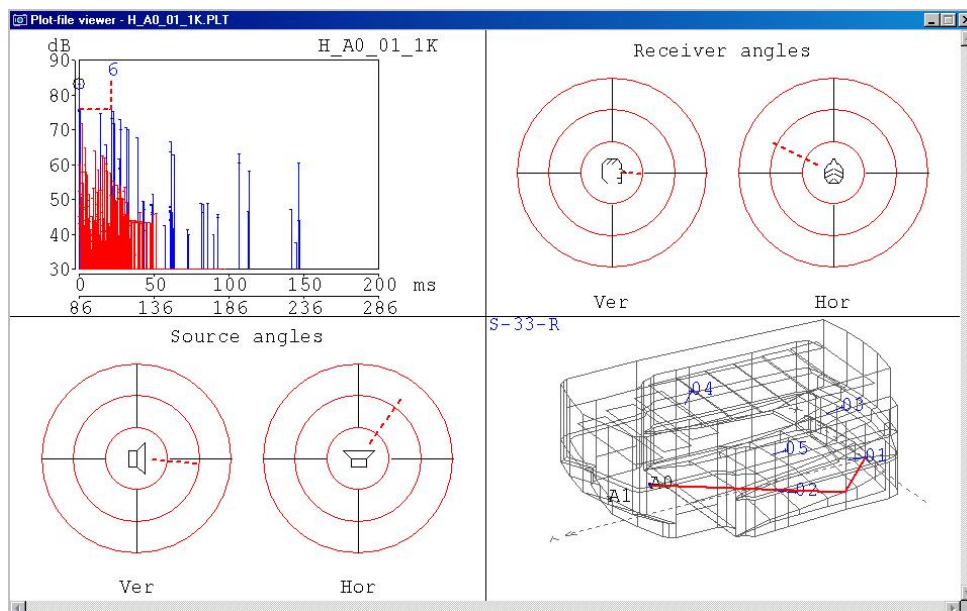 Plot-file viewer - H_A0_01_1K.PLT
dB H_A0_01_1K
90
6
80
70
60
50
40
30
0 50 100 150 200 ms
86 136 186 236 286
Receiver angles
Ver Hor
Source angles
Ver Hor
S-33-R
04
03
05
01
A0
02
A1